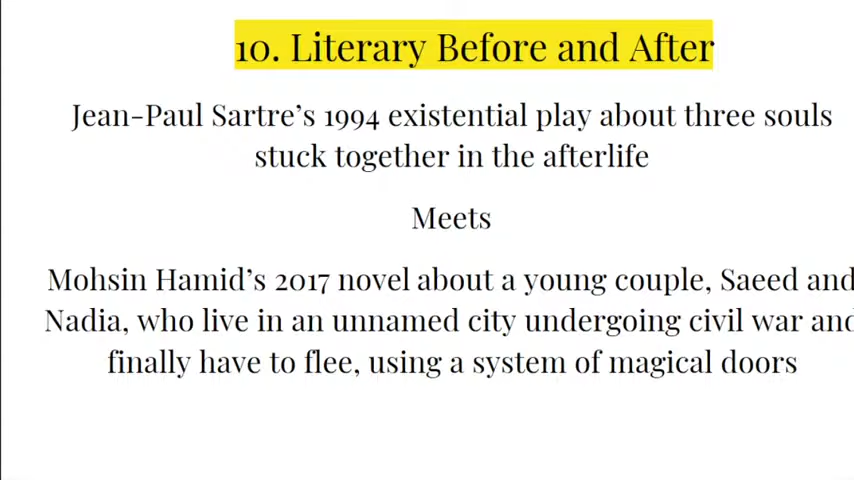 10. Literary Before and After
Jean-Paul Sartre's 1994 existential play about three souls
stuck together in the afterlife
Meets
Mohsin Hamid's 2017 novel about a young couple, Saeed and
Nadia, who live in an unnamed city undergoing civil war and
finally have to flee, using a system of magical doors